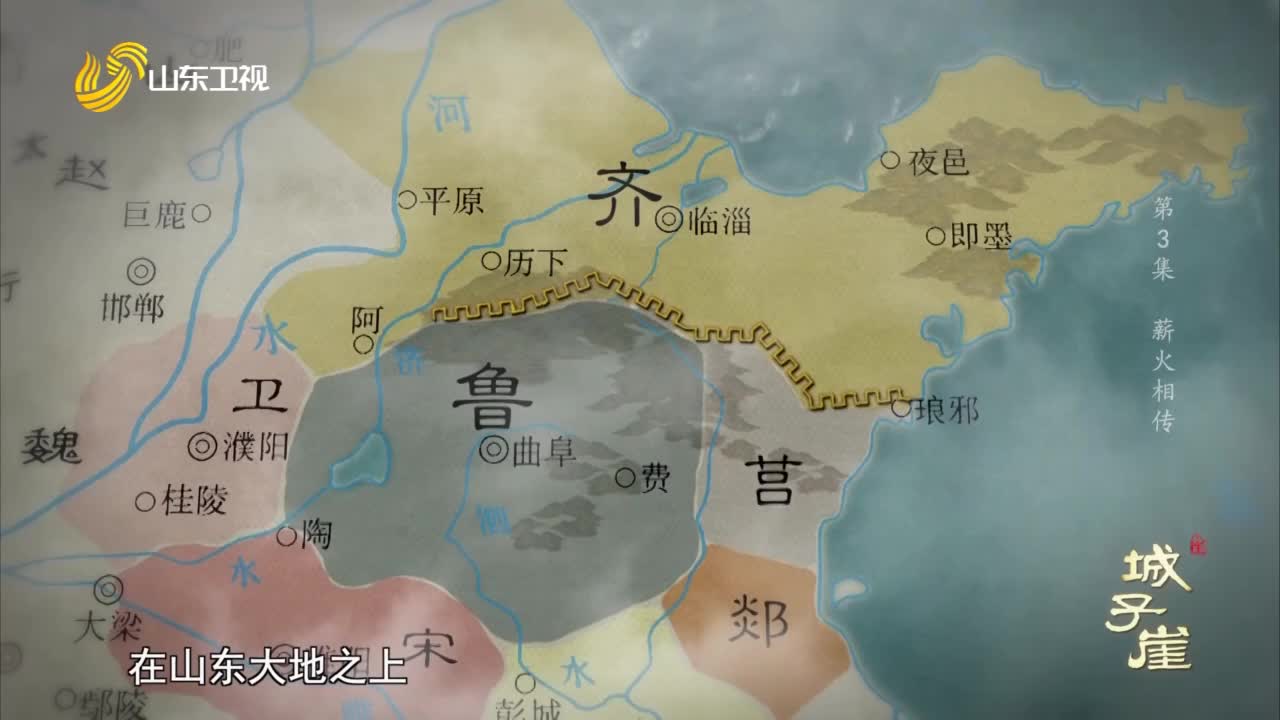 山东卫视
肥
河
太
赵
夜邑
齐
平原
巨鹿
临淄
第3集 薪火相传
即墨
历下
行
邯郸
阿
水
济
卫
鲁
琅邪
魏
濮阳
曲阜
费
莒
桂陵
陶
水
城子崖
大梁
郯
宋
在山东大地之上
水
鄢陵
彭城